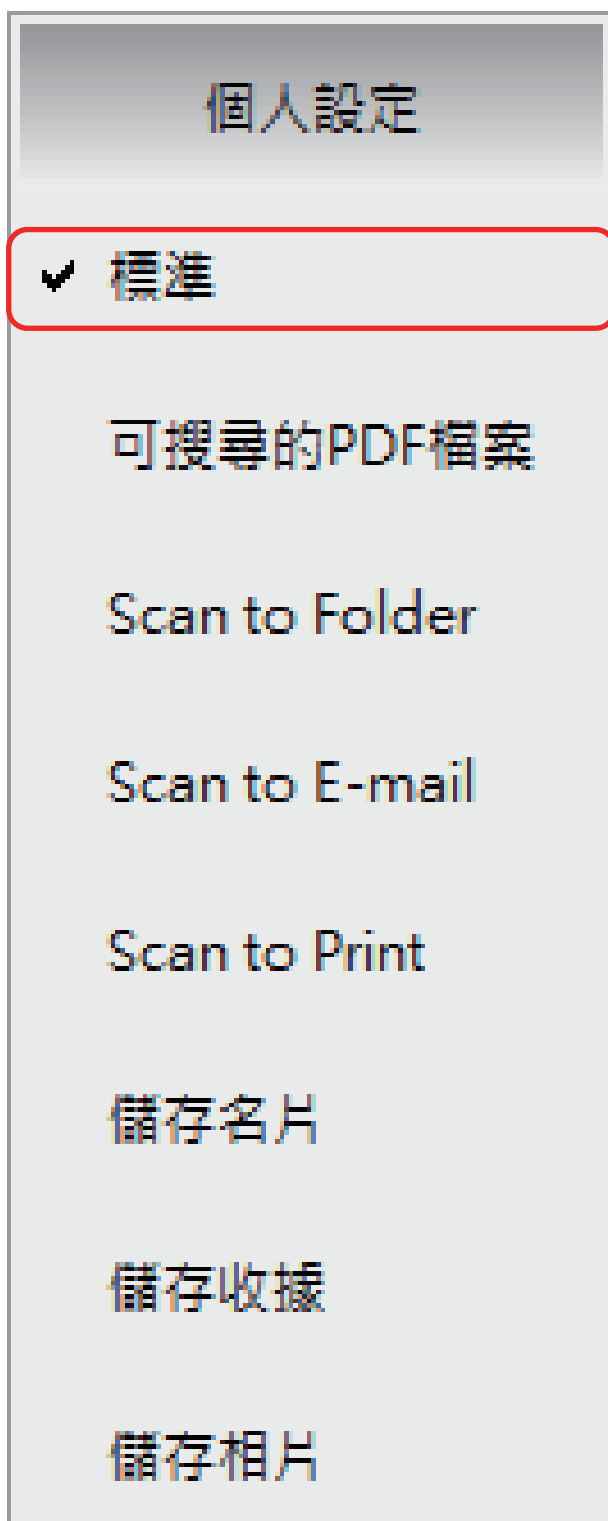 個人設定
標準
可搜尋的PDF檔案
Scan to Folder
Scan to E-mail
Scan to Print
儲存名片
儲存收據
儲存相片